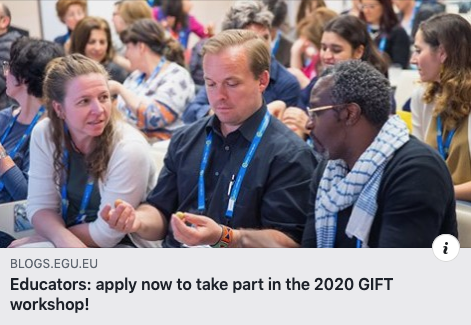 BLOGS.EGU.EU
i
Educators: apply now to take part in the 2020 GIFT
workshop!